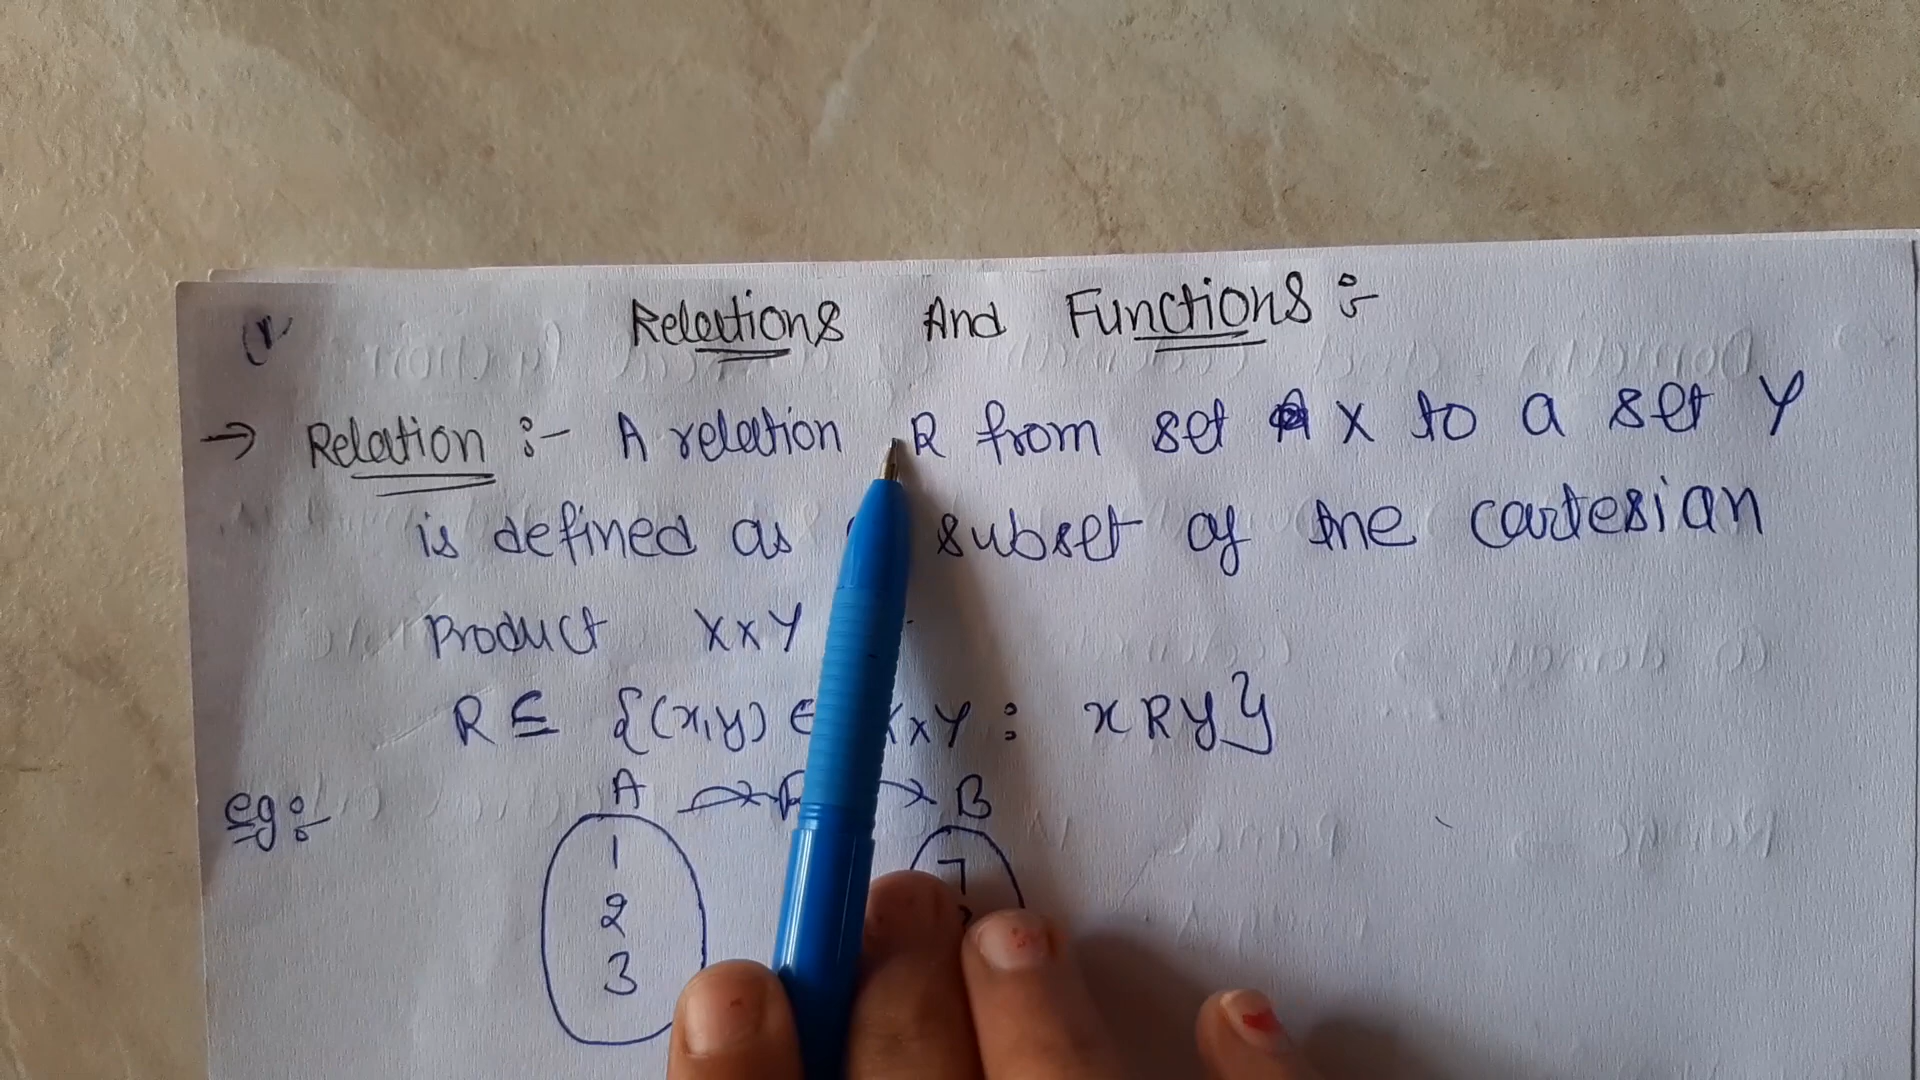 Relations And Functions :-
→ Relation :- A relation R from set X to a set Y
is defined as subset of the cartesian
Product X×Y
R ⊆ {(x,y) ∈ X×Y : xRy}
eg:- A B
1 7
2
3